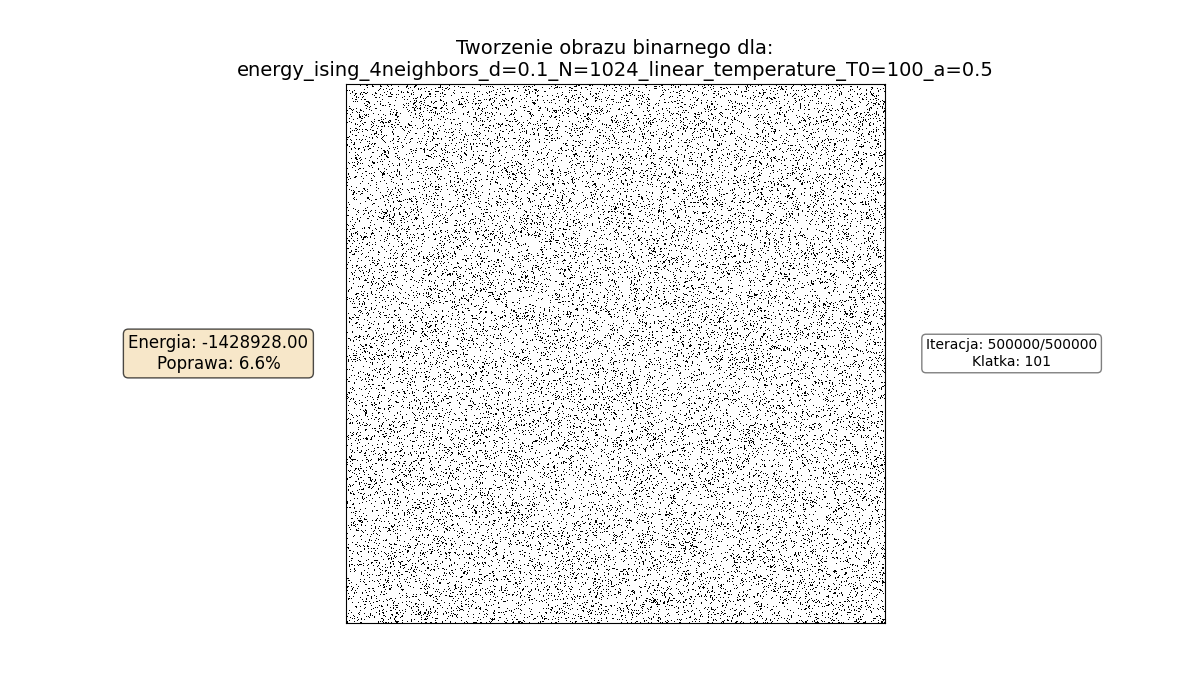 Tworzenie obrazu binarnego dla:
energy_ising_4neighbors_d=0.1_N=1024_linear_temperature_T0=100_a=0.5
Energia: -1428928.00
Poprawa: 6.6%
Iteracja: 500000/500000
Klatka: 101